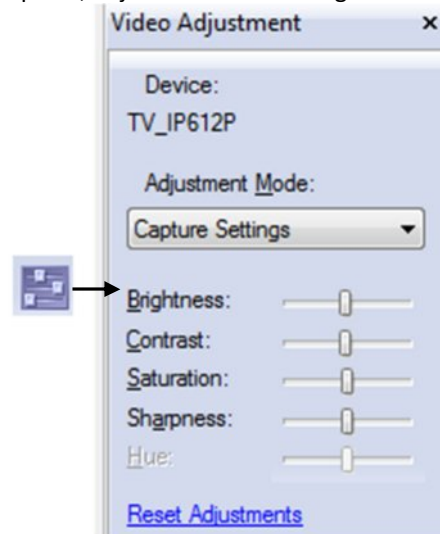 Video Adjustment ×
Device:
TV_IP612P
Adjustment Mode:
Capture Settings
Brightness:
Contrast:
Saturation:
Sharpness:
Hue:
Reset Adjustments